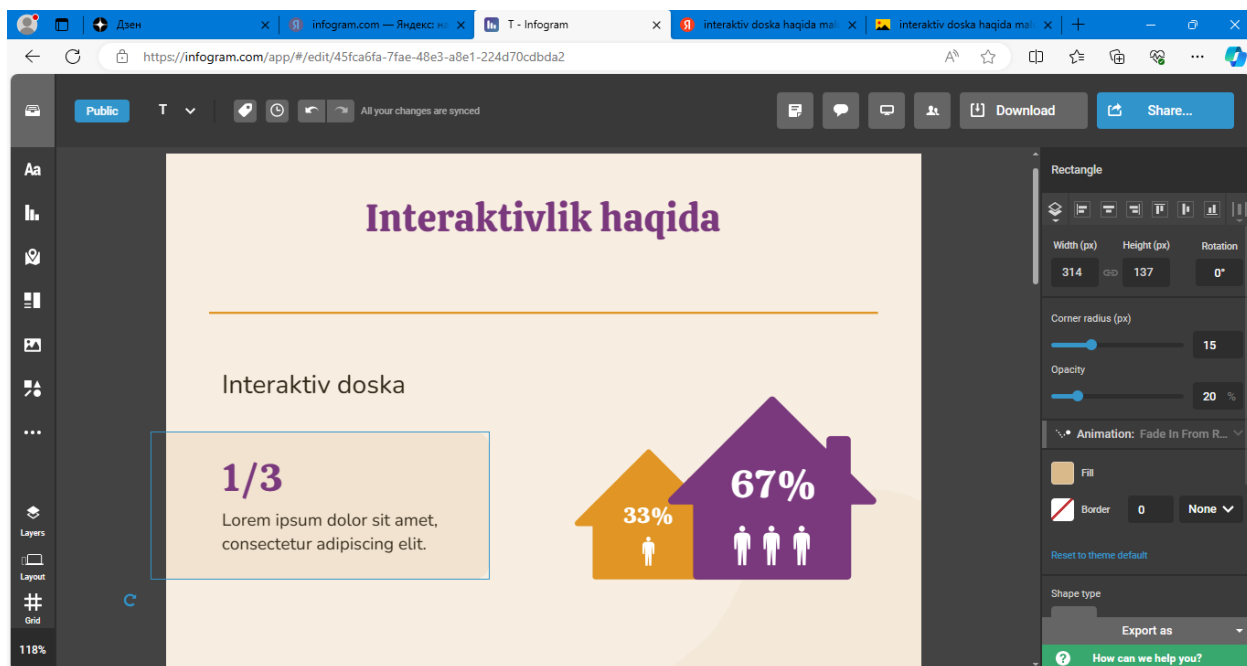 Дзен
infogram.com — Яндекс: на
T - Infogram
interaktiv doska haqida mal
interaktiv doska haqida mal
https://infogram.com/app/#/edit/45fca6fa-7fae-48e3-a8e1-224d70cdbda2
Public
T
All your changes are synced
Download
Share...
Aa
Layers
Layout
Grid
118%
Interaktivlik haqida
Interaktiv doska
1/3
Lorem ipsum dolor sit amet,
consectetur adipiscing elit.
33%
67%
Rectangle
Width (px) Height (px) Rotation
314 137 0°
Corner radius (px)
15
Opacity
20 %
Animation: Fade In From R...
Fill
Border 0 None
Reset to theme default
Shape type
Export as
How can we help you?